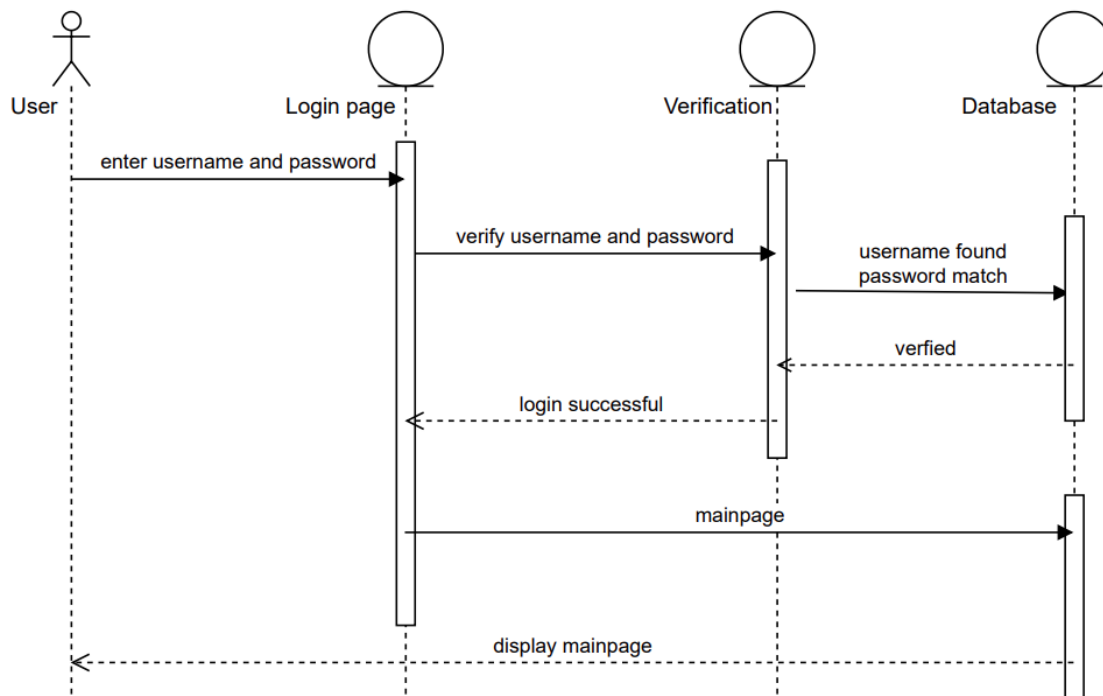 User
Login page
Verification
Database
enter username and password
verify username and password
username found
password match
verfied
login successful
mainpage
display mainpage